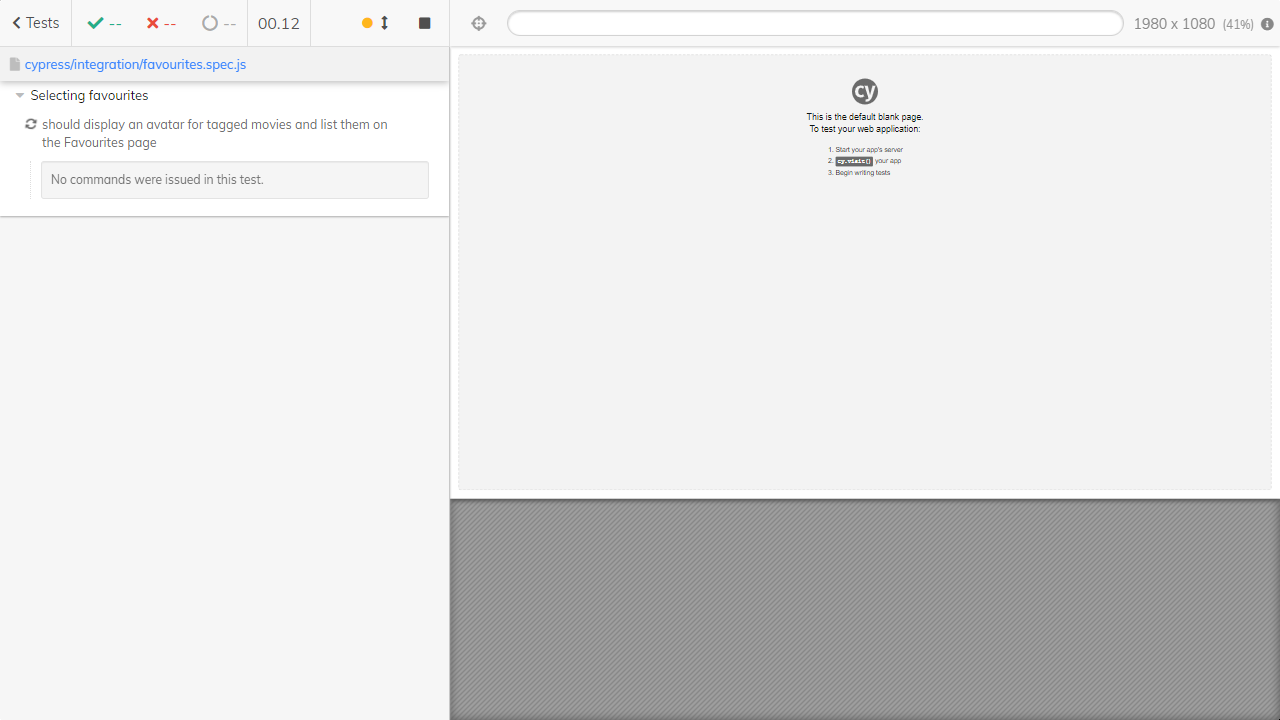 Tests
--
--
--
00.12
1980 x 1080 (41%)
cypress/integration/favourites.spec.js
Selecting favourites
should display an avatar for tagged movies and list them on
the Favourites page
No commands were issued in this test.
cy
This is the default blank page.
To test your web application:
1. Start your app's server
2. cy.visit() your app
3. Begin writing tests